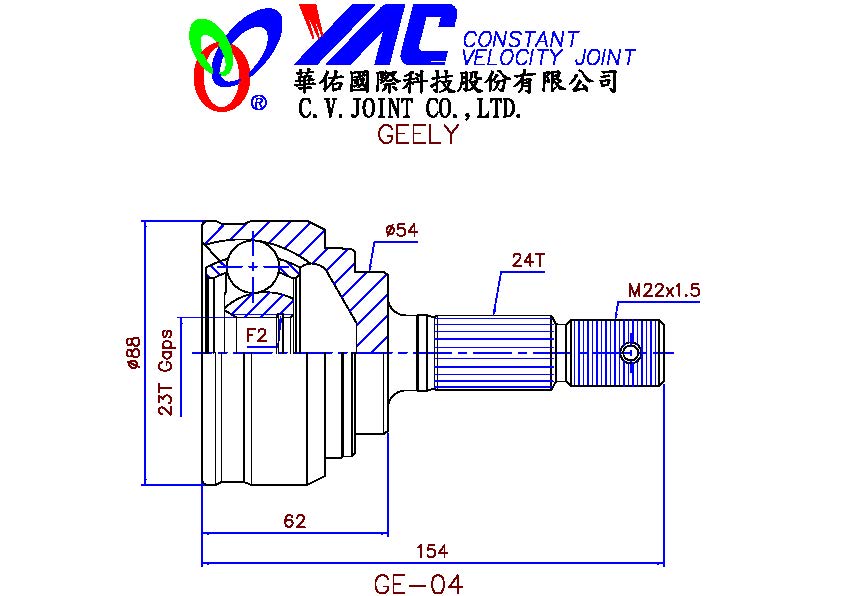 YAC CONSTANT
VELOCITY JOINT
®
華佑國際科技股份有限公司
C.V.JOINT CO.,LTD.
GEELY
ø54
24T
M22x1.5
F2
ø88
23T Gaps
62
154
GE-04